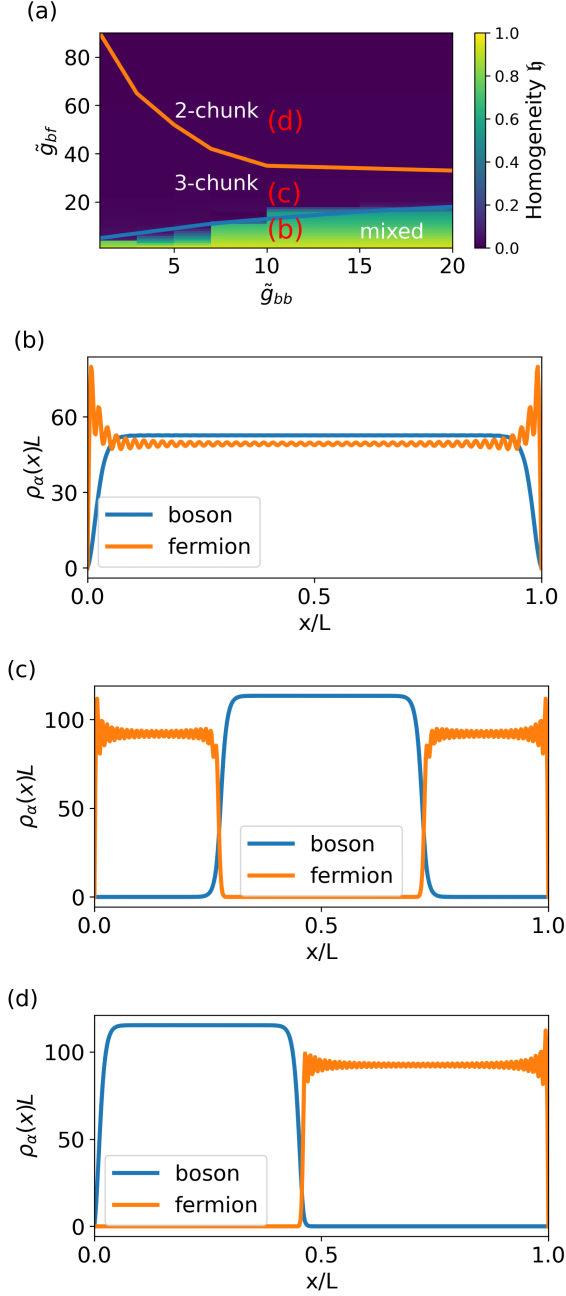 (a)
80
60
40
20
g̃bf
2-chunk
(d)
3-chunk
(c)
(b)
mixed
5
10
15
20
g̃bb
1.0
0.8
0.6
0.4
0.2
0.0
Homogeneity 𝔥
(b)
60
30
0
ρα(x)L
boson
fermion
0.0
0.5
1.0
x/L
(c)
100
50
0
ρα(x)L
boson
fermion
0.0
0.5
1.0
x/L
(d)
100
50
0
ρα(x)L
boson
fermion
0.0
0.5
1.0
x/L